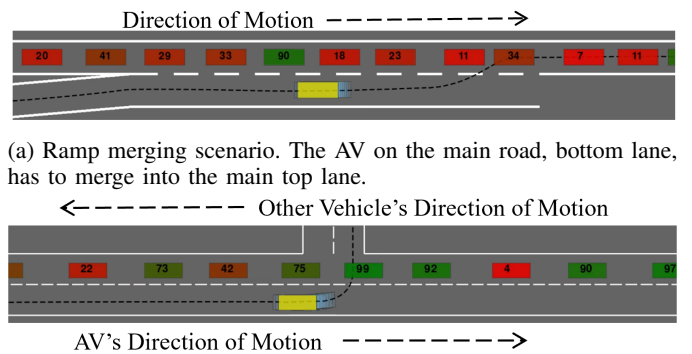 Direction of Motion
20 41 29 33 90 18 23 11 34 7 11
(a) Ramp merging scenario. The AV on the main road, bottom lane,
has to merge into the main top lane.
Other Vehicle's Direction of Motion
22 73 42 75 99 92 4 90 97
AV's Direction of Motion